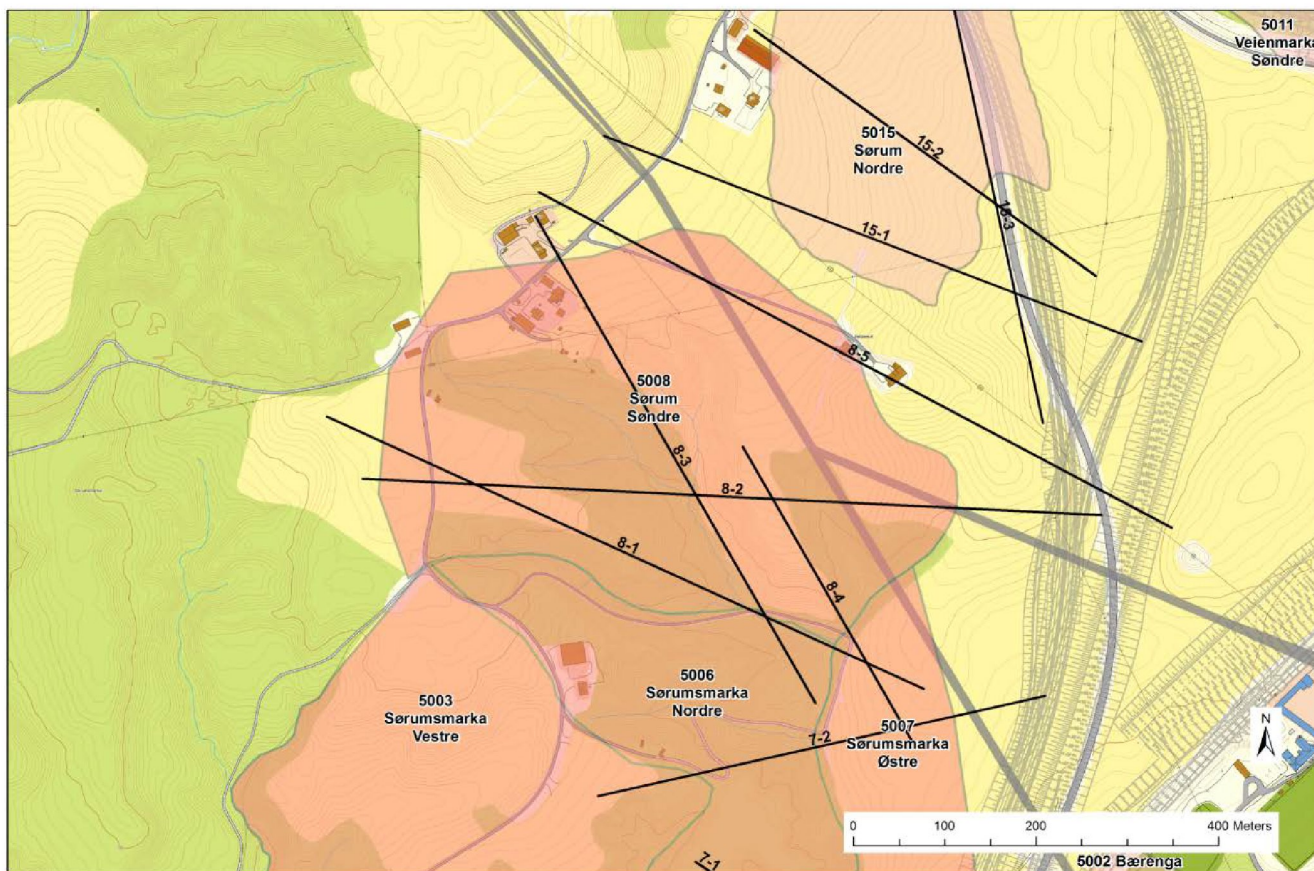 5011
Veienmarka
Søndre
5015
Sørum
Nordre
15-2
15-3
15-1
8-5
5008
Sørum
Søndre
8-3
8-2
8-1
8-4
5006
Sørumsmarka
Nordre
5003
Sørumsmarka
Vestre
5007
Sørumsmarka
Østre
7-2
N
0 100 200 400 Meters
7-1
5002 Bærenga